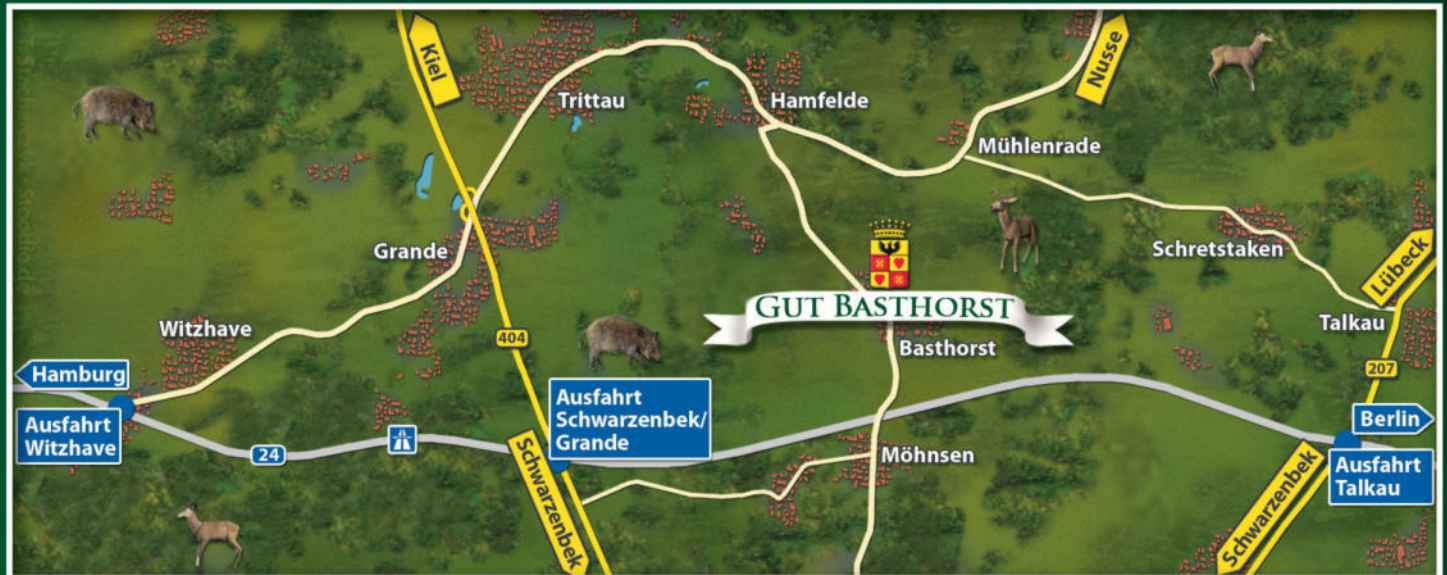 Kiel
Nusse
Trittau
Hamfelde
Mühlenrade
Grande
Schretstaken
Lübeck
GUT BASTHORST
Witzhave
404
Basthorst
Talkau
207
Hamburg
Ausfahrt
Witzhave
24
Ausfahrt
Schwarzenbek/
Grande
Schwarzenbek
Möhnsen
Berlin
Ausfahrt
Talkau
Schwarzenbek